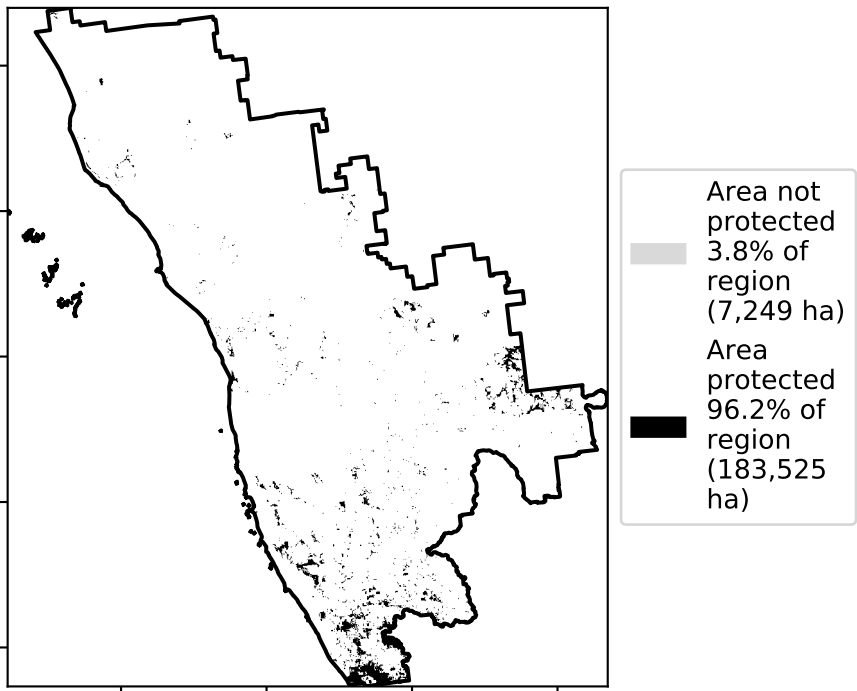 Area not
protected
3.8% of
region
(7,249 ha)
Area
protected
96.2% of
region
(183,525
ha)